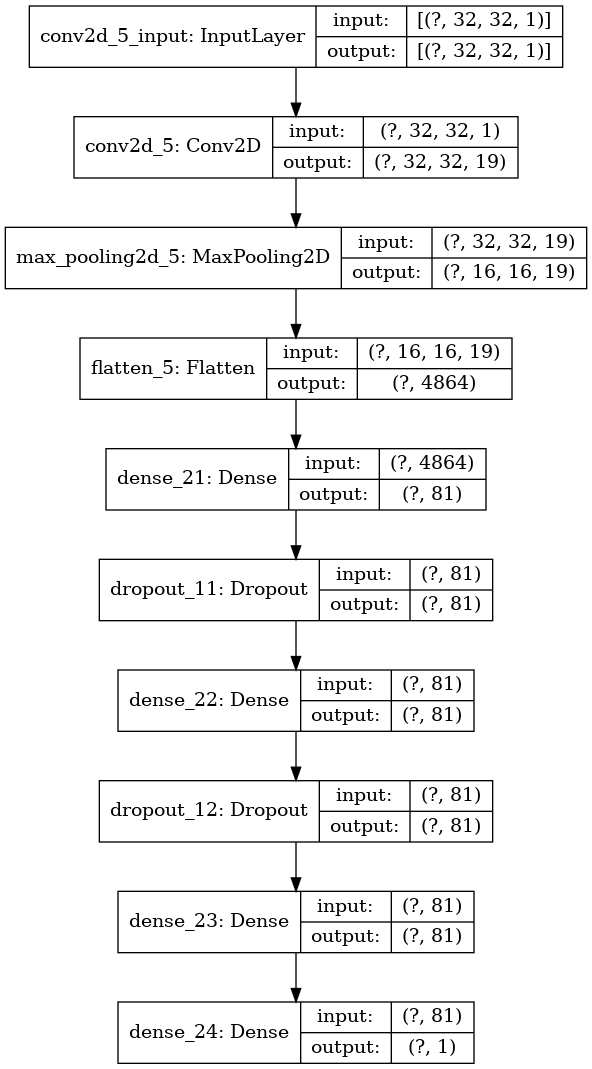 conv2d_5_input: InputLayer
input: [(?, 32, 32, 1)]
output: [(?, 32, 32, 1)]
conv2d_5: Conv2D
input: (?, 32, 32, 1)
output: (?, 32, 32, 19)
max_pooling2d_5: MaxPooling2D
input: (?, 32, 32, 19)
output: (?, 16, 16, 19)
flatten_5: Flatten
input: (?, 16, 16, 19)
output: (?, 4864)
dense_21: Dense
input: (?, 4864)
output: (?, 81)
dropout_11: Dropout
input: (?, 81)
output: (?, 81)
dense_22: Dense
input: (?, 81)
output: (?, 81)
dropout_12: Dropout
input: (?, 81)
output: (?, 81)
dense_23: Dense
input: (?, 81)
output: (?, 81)
dense_24: Dense
input: (?, 81)
output: (?, 1)